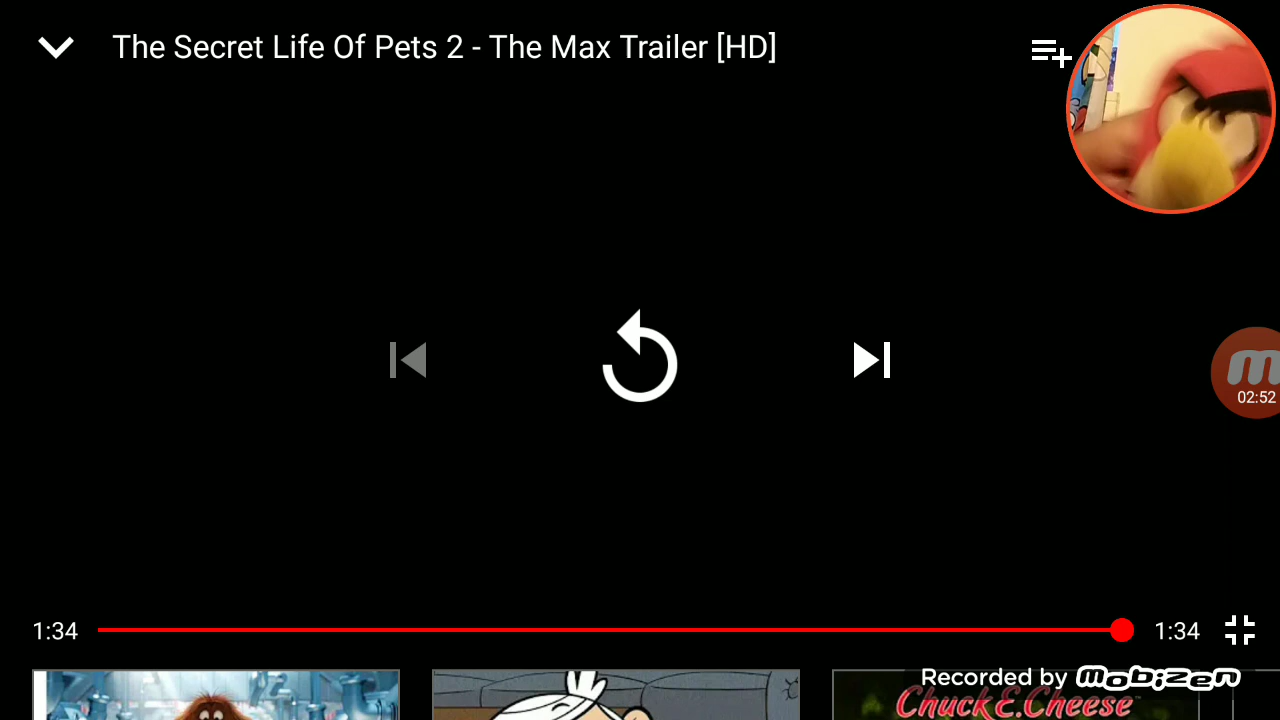 The Secret Life Of Pets 2 - The Max Trailer [HD]
02:52
1:34
1:34
Recorded by mobizen
Chuck E. Cheese